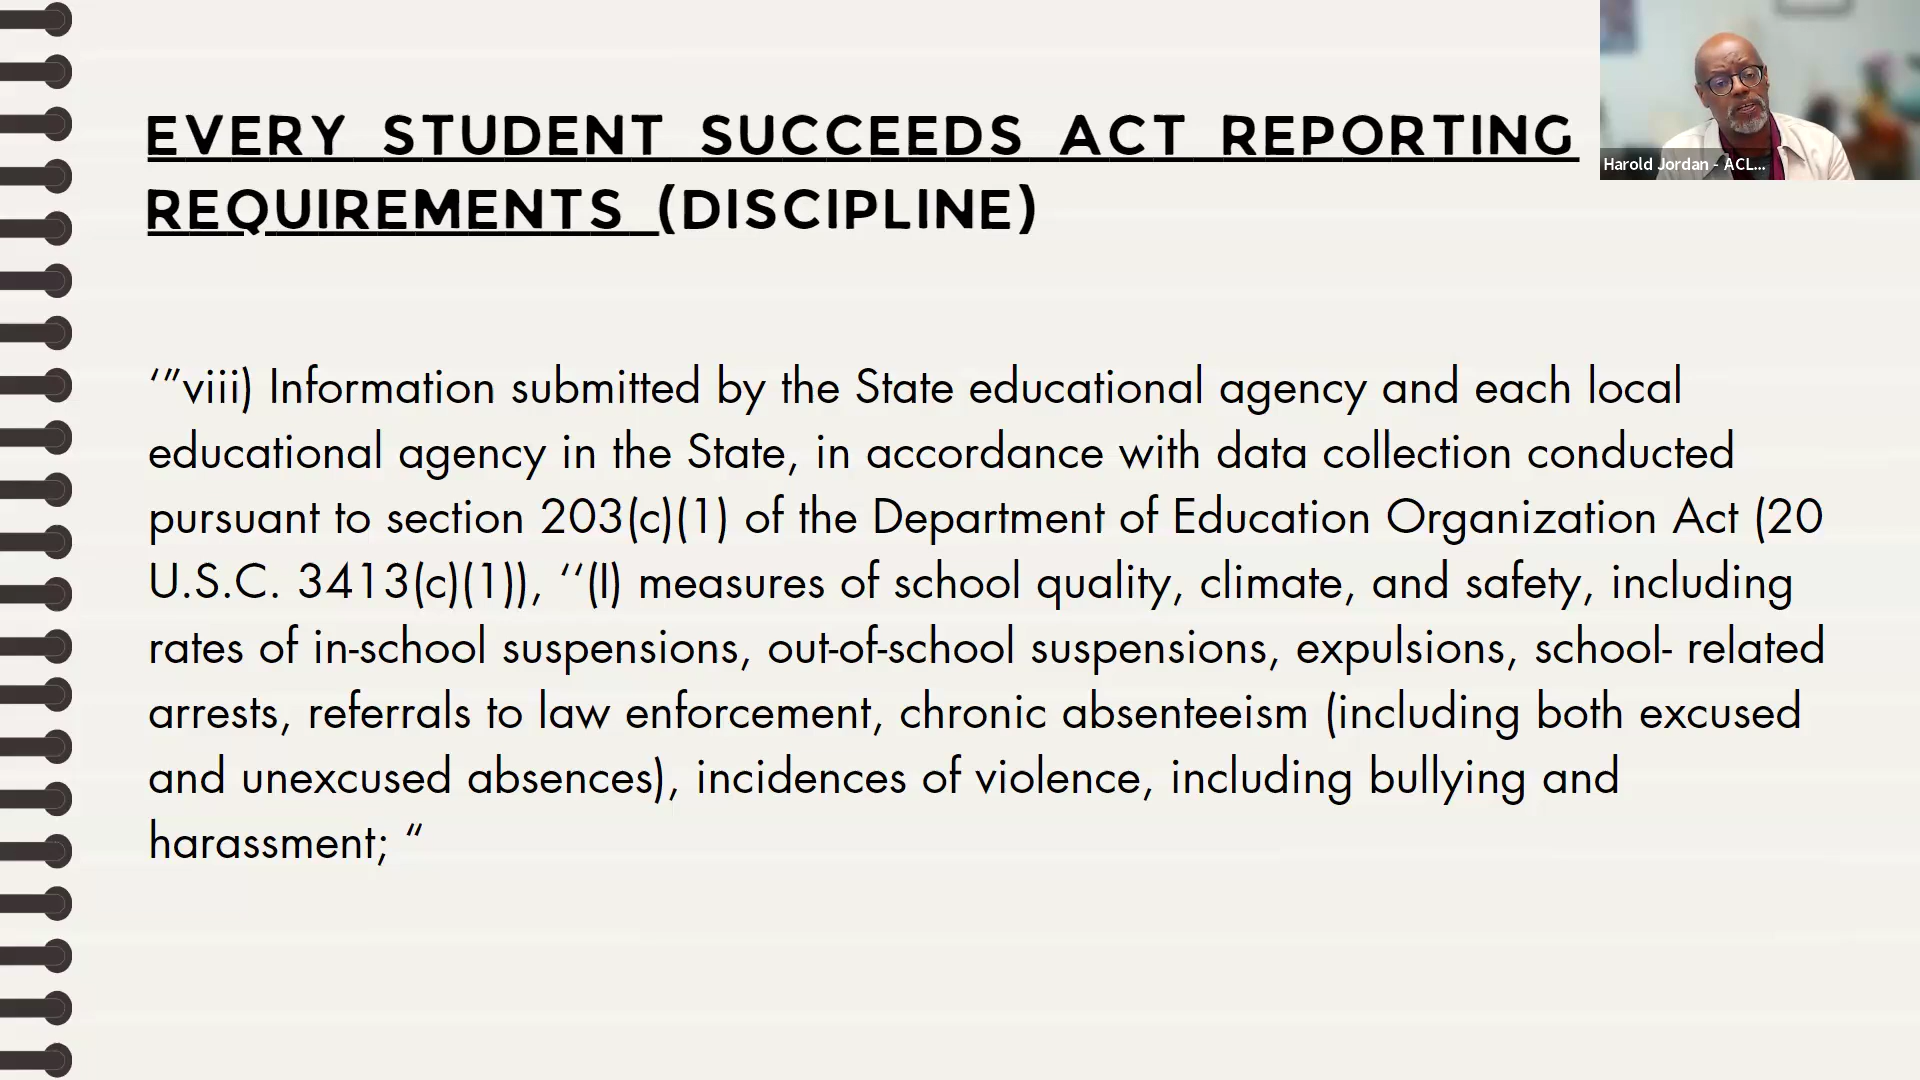 EVERY STUDENT SUCCEEDS ACT REPORTING
REQUIREMENTS (DISCIPLINE)
Harold Jordan - ACL...
‘”viii) Information submitted by the State educational agency and each local
educational agency in the State, in accordance with data collection conducted
pursuant to section 203(c)(1) of the Department of Education Organization Act (20
U.S.C. 3413(c)(1)), ‘‘(I) measures of school quality, climate, and safety, including
rates of in-school suspensions, out-of-school suspensions, expulsions, school- related
arrests, referrals to law enforcement, chronic absenteeism (including both excused
and unexcused absences), incidences of violence, including bullying and
harassment; “